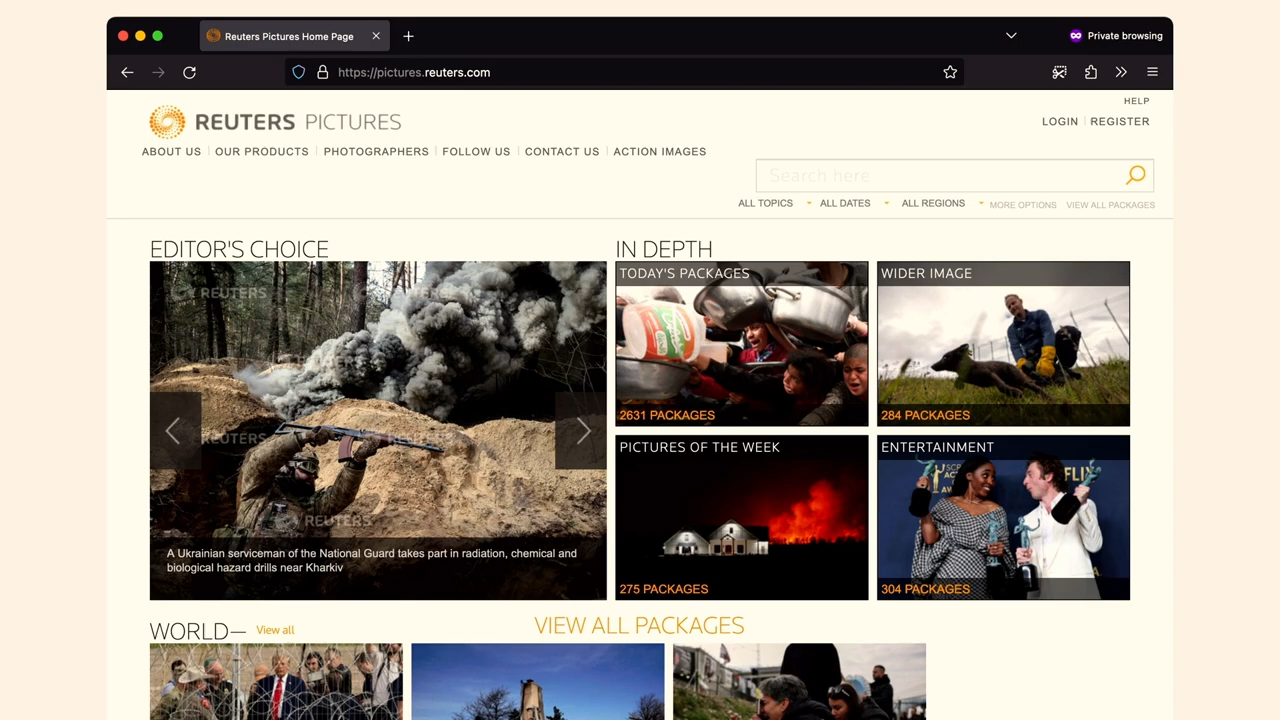 Reuters Pictures Home Page
Private browsing
https://pictures.reuters.com
HELP
REUTERS PICTURES
LOGIN REGISTER
ABOUT US OUR PRODUCTS PHOTOGRAPHERS FOLLOW US CONTACT US ACTION IMAGES
Search here
ALL TOPICS ALL DATES ALL REGIONS MORE OPTIONS VIEW ALL PACKAGES
EDITOR'S CHOICE
REUTERS
REUTERS
REUTERS
A Ukrainian serviceman of the National Guard takes part in radiation, chemical and
biological hazard drills near Kharkiv
IN DEPTH
TODAY'S PACKAGES
2631 PACKAGES
WIDER IMAGE
284 PACKAGES
PICTURES OF THE WEEK
275 PACKAGES
ENTERTAINMENT
304 PACKAGES
VIEW ALL PACKAGES
WORLD— View all